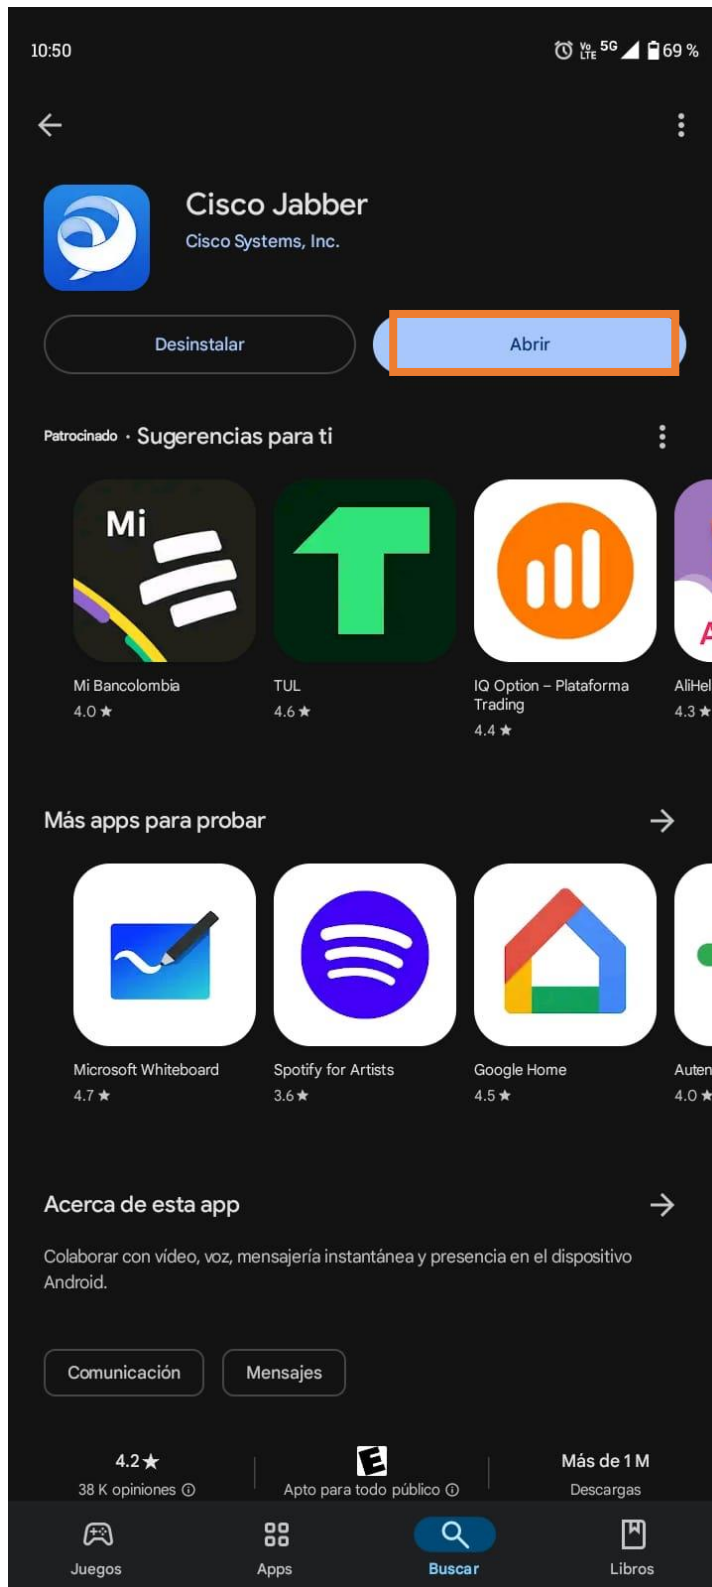 10:50
Vo LTE 5G 69 %
Cisco Jabber
Cisco Systems, Inc.
Desinstalar Abrir
Patrocinado · Sugerencias para ti
Mi
Mi Bancolombia TUL IQ Option – Plataforma Trading AliHel
4.0 ★ 4.6 ★ 4.4 ★ 4.3 ★
Más apps para probar
Microsoft Whiteboard Spotify for Artists Google Home Auten
4.7 ★ 3.6 ★ 4.5 ★ 4.0 ★
Acerca de esta app
Colaborar con vídeo, voz, mensajería instantánea y presencia en el dispositivo
Android.
Comunicación Mensajes
4.2 ★ E Más de 1 M
38 K opiniones Apto para todo público Descargas
Juegos Apps Buscar Libros